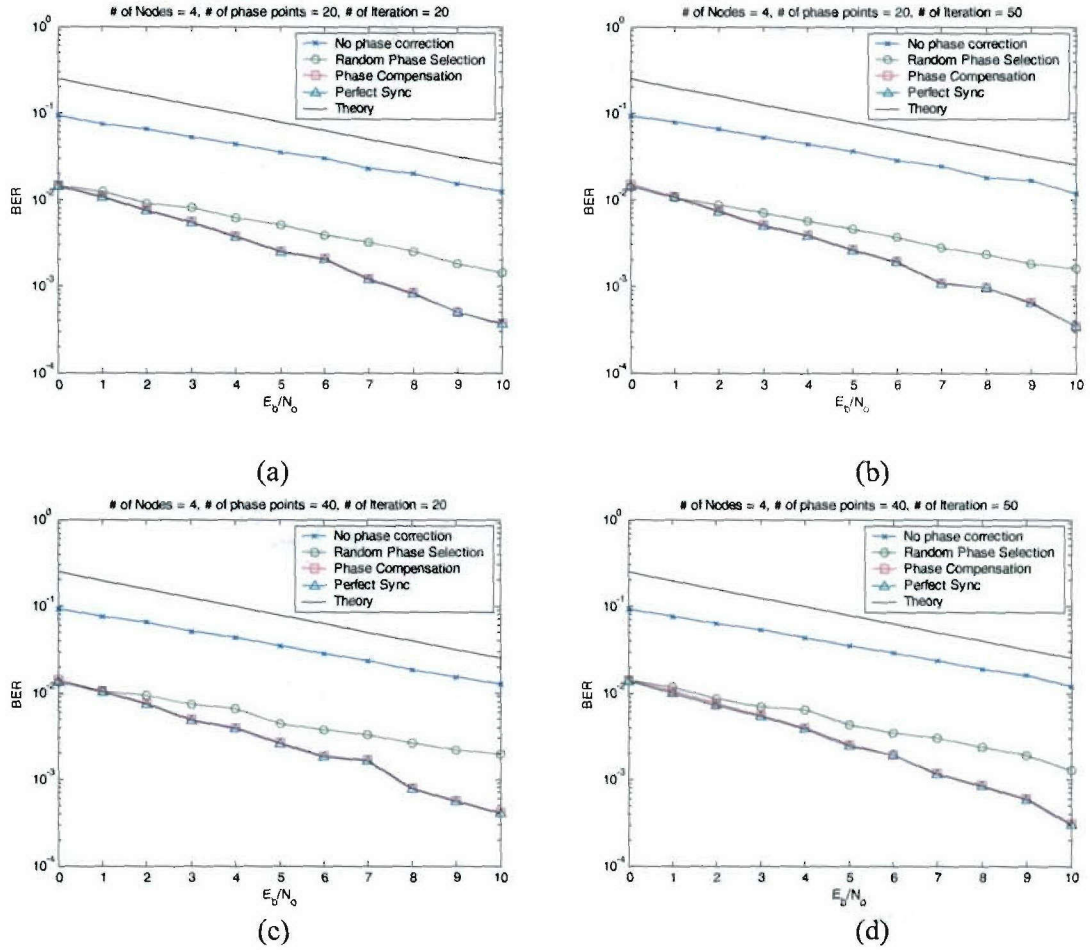 # of Nodes = 4, # of phase points = 20, # of Iteration = 20
10^0
10^-1
10^-2
10^-3
10^-4
BER
No phase correction
Random Phase Selection
Phase Compensation
Perfect Sync
Theory
0 1 2 3 4 5 6 7 8 9 10
E_b/N_o
(a)
# of Nodes = 4, # of phase points = 20, # of Iteration = 50
10^0
10^-1
10^-2
10^-3
10^-4
BER
No phase correction
Random Phase Selection
Phase Compensation
Perfect Sync
Theory
0 1 2 3 4 5 6 7 8 9 10
E_b/N_o
(b)
# of Nodes = 4, # of phase points = 40, # of Iteration = 20
10^0
10^-1
10^-2
10^-3
10^-4
BER
No phase correction
Random Phase Selection
Phase Compensation
Perfect Sync
Theory
0 1 2 3 4 5 6 7 8 9 10
E_b/N_o
(c)
# of Nodes = 4, # of phase points = 40, # of Iteration = 50
10^0
10^-1
10^-2
10^-3
10^-4
BER
No phase correction
Random Phase Selection
Phase Compensation
Perfect Sync
Theory
0 1 2 3 4 5 6 7 8 9 10
E_b/N_o
(d)